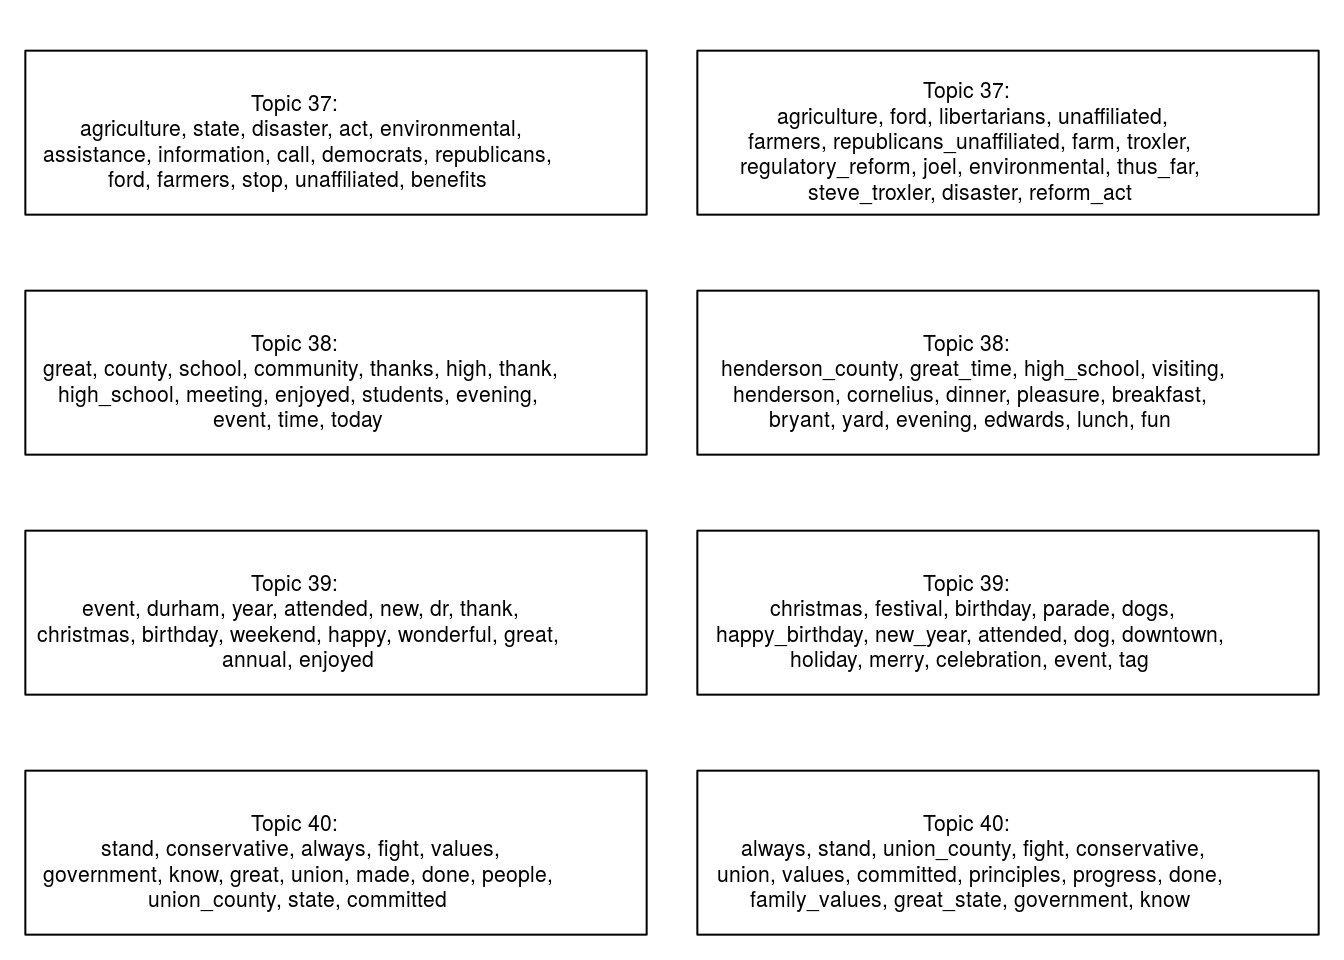 Topic 37:
agriculture, state, disaster, act, environmental,
assistance, information, call, democrats, republicans,
ford, farmers, stop, unaffiliated, benefits
Topic 37:
agriculture, ford, libertarians, unaffiliated,
farmers, republicans_unaffiliated, farm, troxler,
regulatory_reform, joel, environmental, thus_far,
steve_troxler, disaster, reform_act
Topic 38:
great, county, school, community, thanks, high, thank,
high_school, meeting, enjoyed, students, evening,
event, time, today
Topic 38:
henderson_county, great_time, high_school, visiting,
henderson, cornelius, dinner, pleasure, breakfast,
bryant, yard, evening, edwards, lunch, fun
Topic 39:
event, durham, year, attended, new, dr, thank,
christmas, birthday, weekend, happy, wonderful, great,
annual, enjoyed
Topic 39:
christmas, festival, birthday, parade, dogs,
happy_birthday, new_year, attended, dog, downtown,
holiday, merry, celebration, event, tag
Topic 40:
stand, conservative, always, fight, values,
government, know, great, union, made, done, people,
union_county, state, committed
Topic 40:
always, stand, union_county, fight, conservative,
union, values, committed, principles, progress, done,
family_values, great_state, government, know